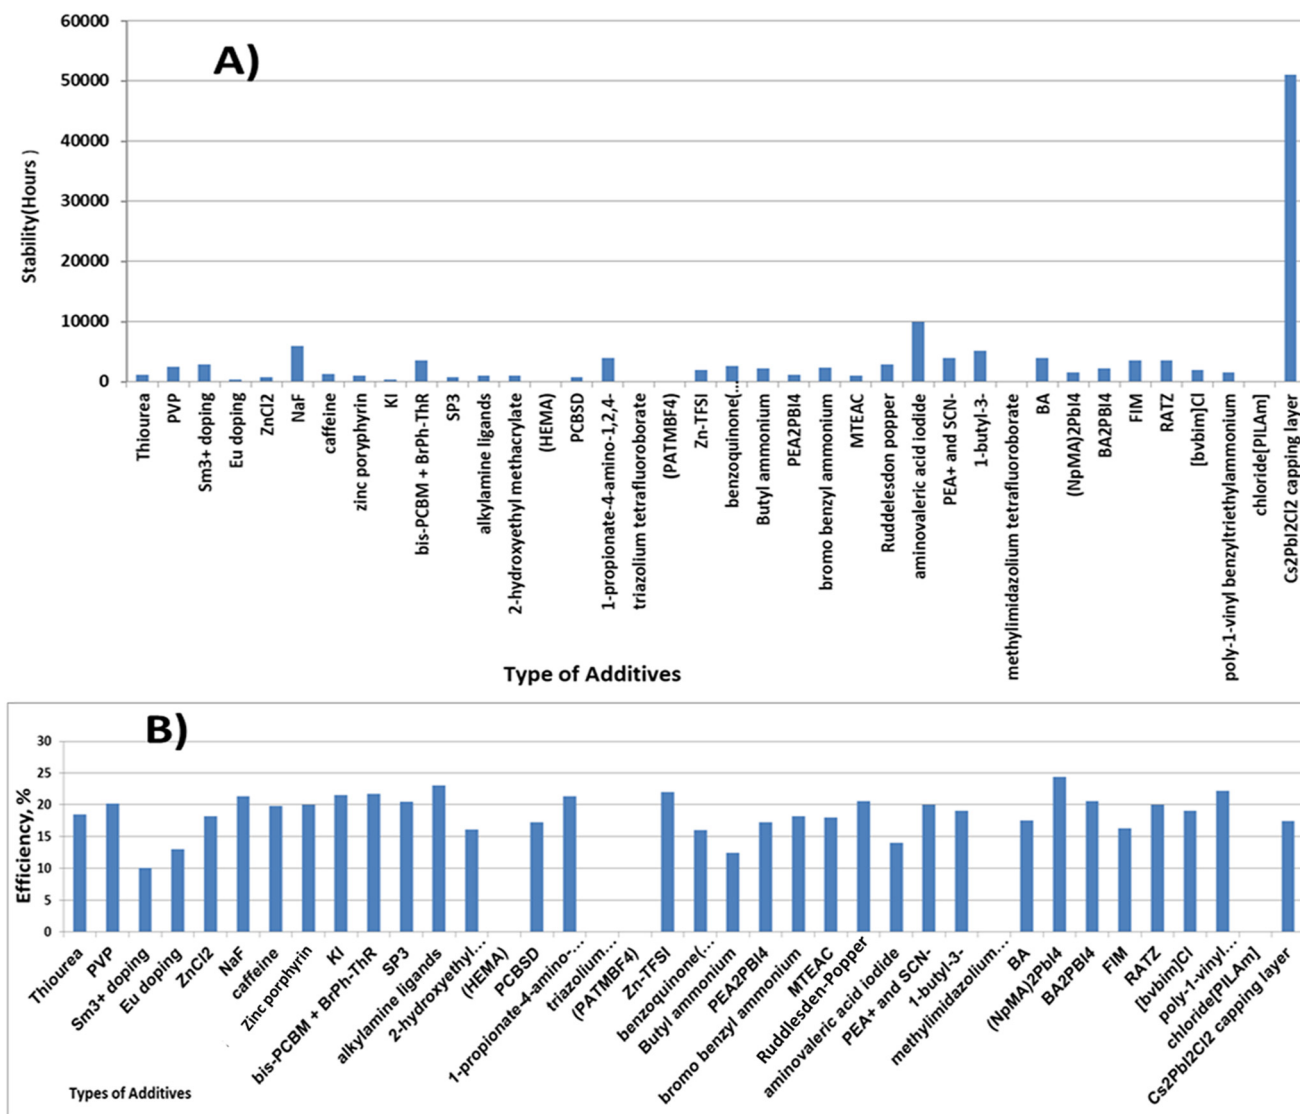 A)
60000
50000
40000
30000
20000
10000
0
Stability(Hours )
Thiourea
PVP
Sm3+ doping
Eu doping
ZnCl2
NaF
caffeine
zinc poryphyrin
KI
bis-PCBM + BrPh-ThR
SP3
alkylamine ligands
2-hydroxyethyl methacrylate
(HEMA)
PCBSD
1-propionate-4-amino-1,2,4-
triazolium tetrafluoroborate
(PATMBF4)
Zn-TFSI
benzoquinone(...
Butyl ammonium
PEA2PBI4
bromo benzyl ammonium
MTEAC
Ruddelesdon popper
aminovaleric acid iodide
PEA+ and SCN-
1-butyl-3-
methylimidazolium tetrafluoroborate
BA
(NpMA)2PbI4
BA2PBI4
FIM
RATZ
[bvbim]Cl
poly-1-vinyl benzyltriethylammonium
chloride[PILAm]
Cs2PbI2Cl2 capping layer
Type of Additives
B)
30
25
20
15
10
5
0
Efficiency, %
Thiourea
PVP
Sm3+ doping
Eu doping
ZnCl2
NaF
caffeine
Zinc porphyrin
KI
bis-PCBM + BrPh-ThR
SP3
alkylamine ligands
2-hydroxyethyl...
(HEMA)
PCBSD
1-propionate-4-amino-...
triazolium...
(PATMBF4)
Zn-TFSI
benzoquinone(...
Butyl ammonium
PEA2PBI4
bromo benzyl ammonium
MTEAC
Ruddlesden-Popper
aminovaleric acid iodide
PEA+ and SCN-
1-butyl-3-
methylimidazolium...
BA
(NpMA)2PbI4
BA2PBI4
FIM
RATZ
[bvbim]Cl
poly-1-vinyl...
chloride[PILAm]
Cs2PbI2Cl2 capping layer
Types of Additives